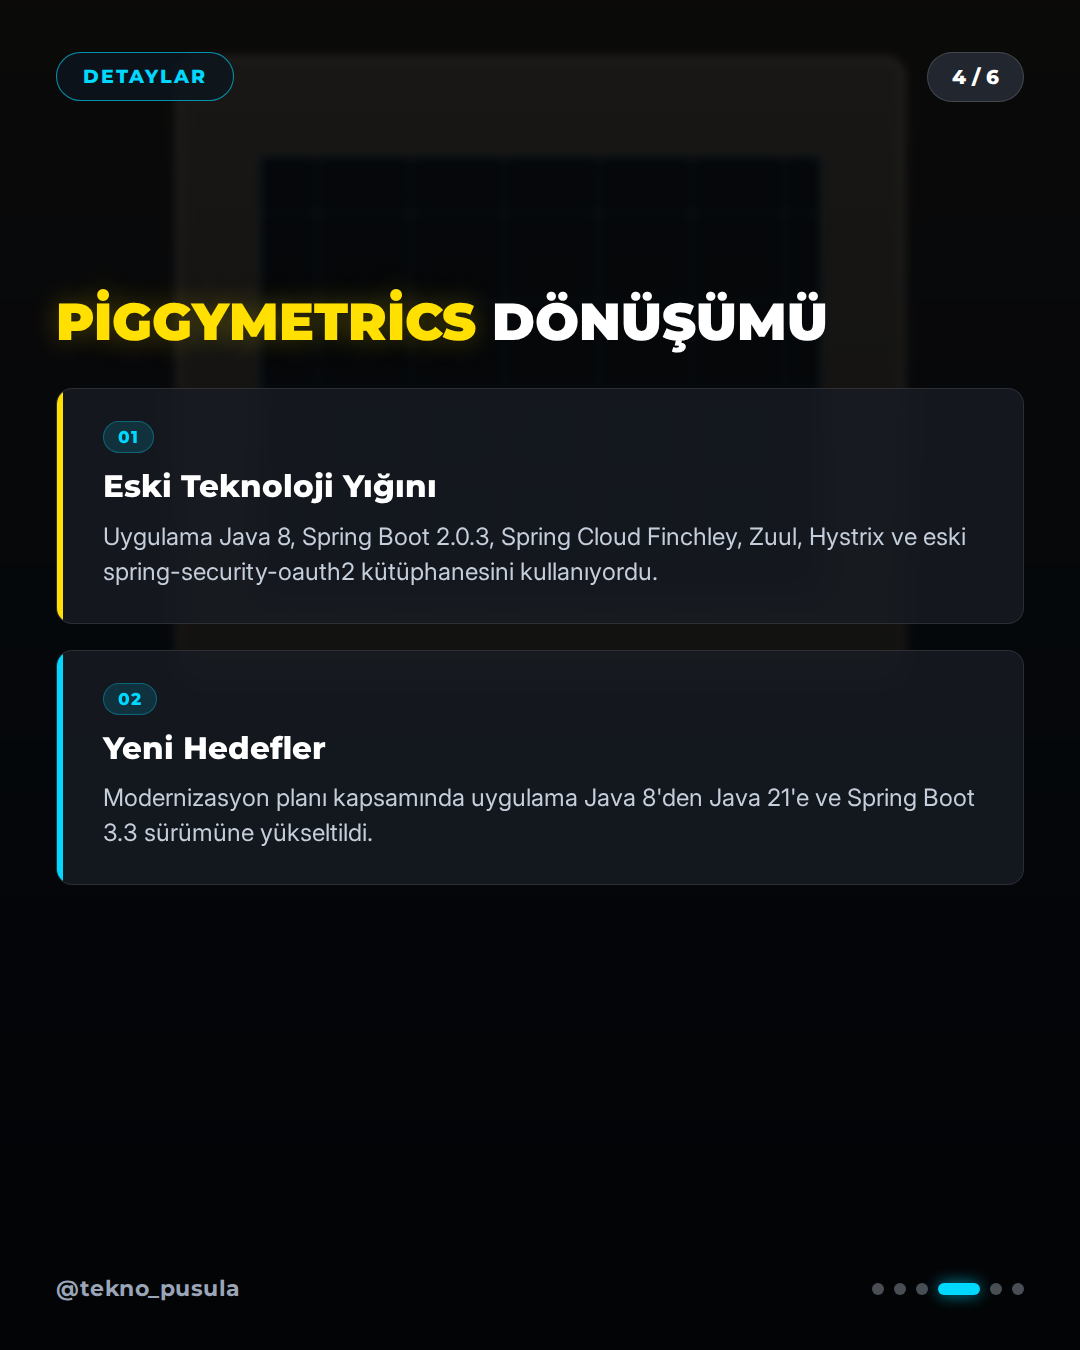 DETAYLAR
4 / 6
PİGGYMETRİCS DÖNÜŞÜMÜ
01
Eski Teknoloji Yığını
Uygulama Java 8, Spring Boot 2.0.3, Spring Cloud Finchley, Zuul, Hystrix ve eski
spring-security-oauth2 kütüphanesini kullanıyordu.
02
Yeni Hedefler
Modernizasyon planı kapsamında uygulama Java 8'den Java 21'e ve Spring Boot
3.3 sürümüne yükseltildi.
@tekno_pusula